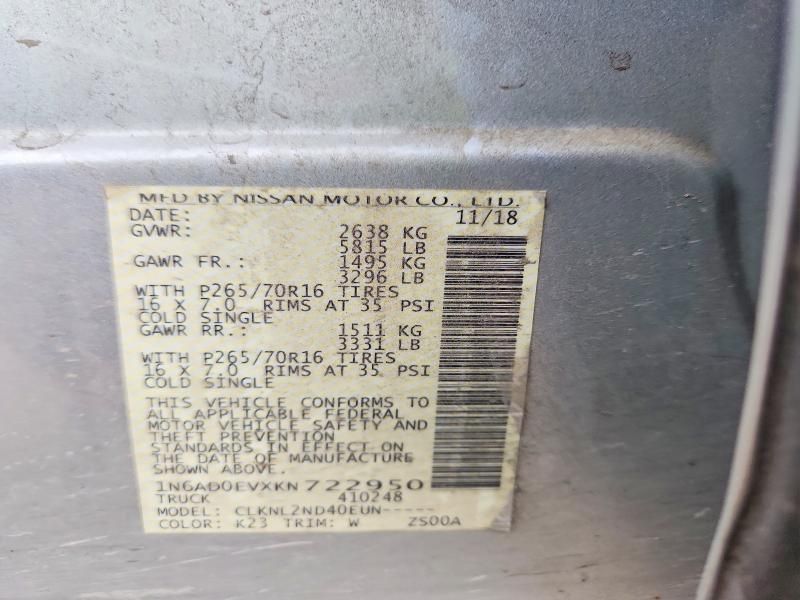 MFD BY NISSAN MOTOR CO., LTD.
DATE: 11/18
GVWR: 2638 KG
5815 LB
GAWR FR.: 1495 KG
3296 LB
WITH P265/70R16 TIRES
16 X 7.0 RIMS AT 35 PSI
COLD SINGLE
GAWR RR.: 1511 KG
3331 LB
WITH P265/70R16 TIRES
16 X 7.0 RIMS AT 35 PSI
COLD SINGLE
THIS VEHICLE CONFORMS TO
ALL APPLICABLE FEDERAL
MOTOR VEHICLE SAFETY AND
THEFT PREVENTION
STANDARDS IN EFFECT ON
THE DATE OF MANUFACTURE
SHOWN ABOVE.
1N6AD0EVXKN722950
TRUCK 410248
MODEL: CLKNL2ND40EUN-----
COLOR: K23 TRIM: W ZS00A